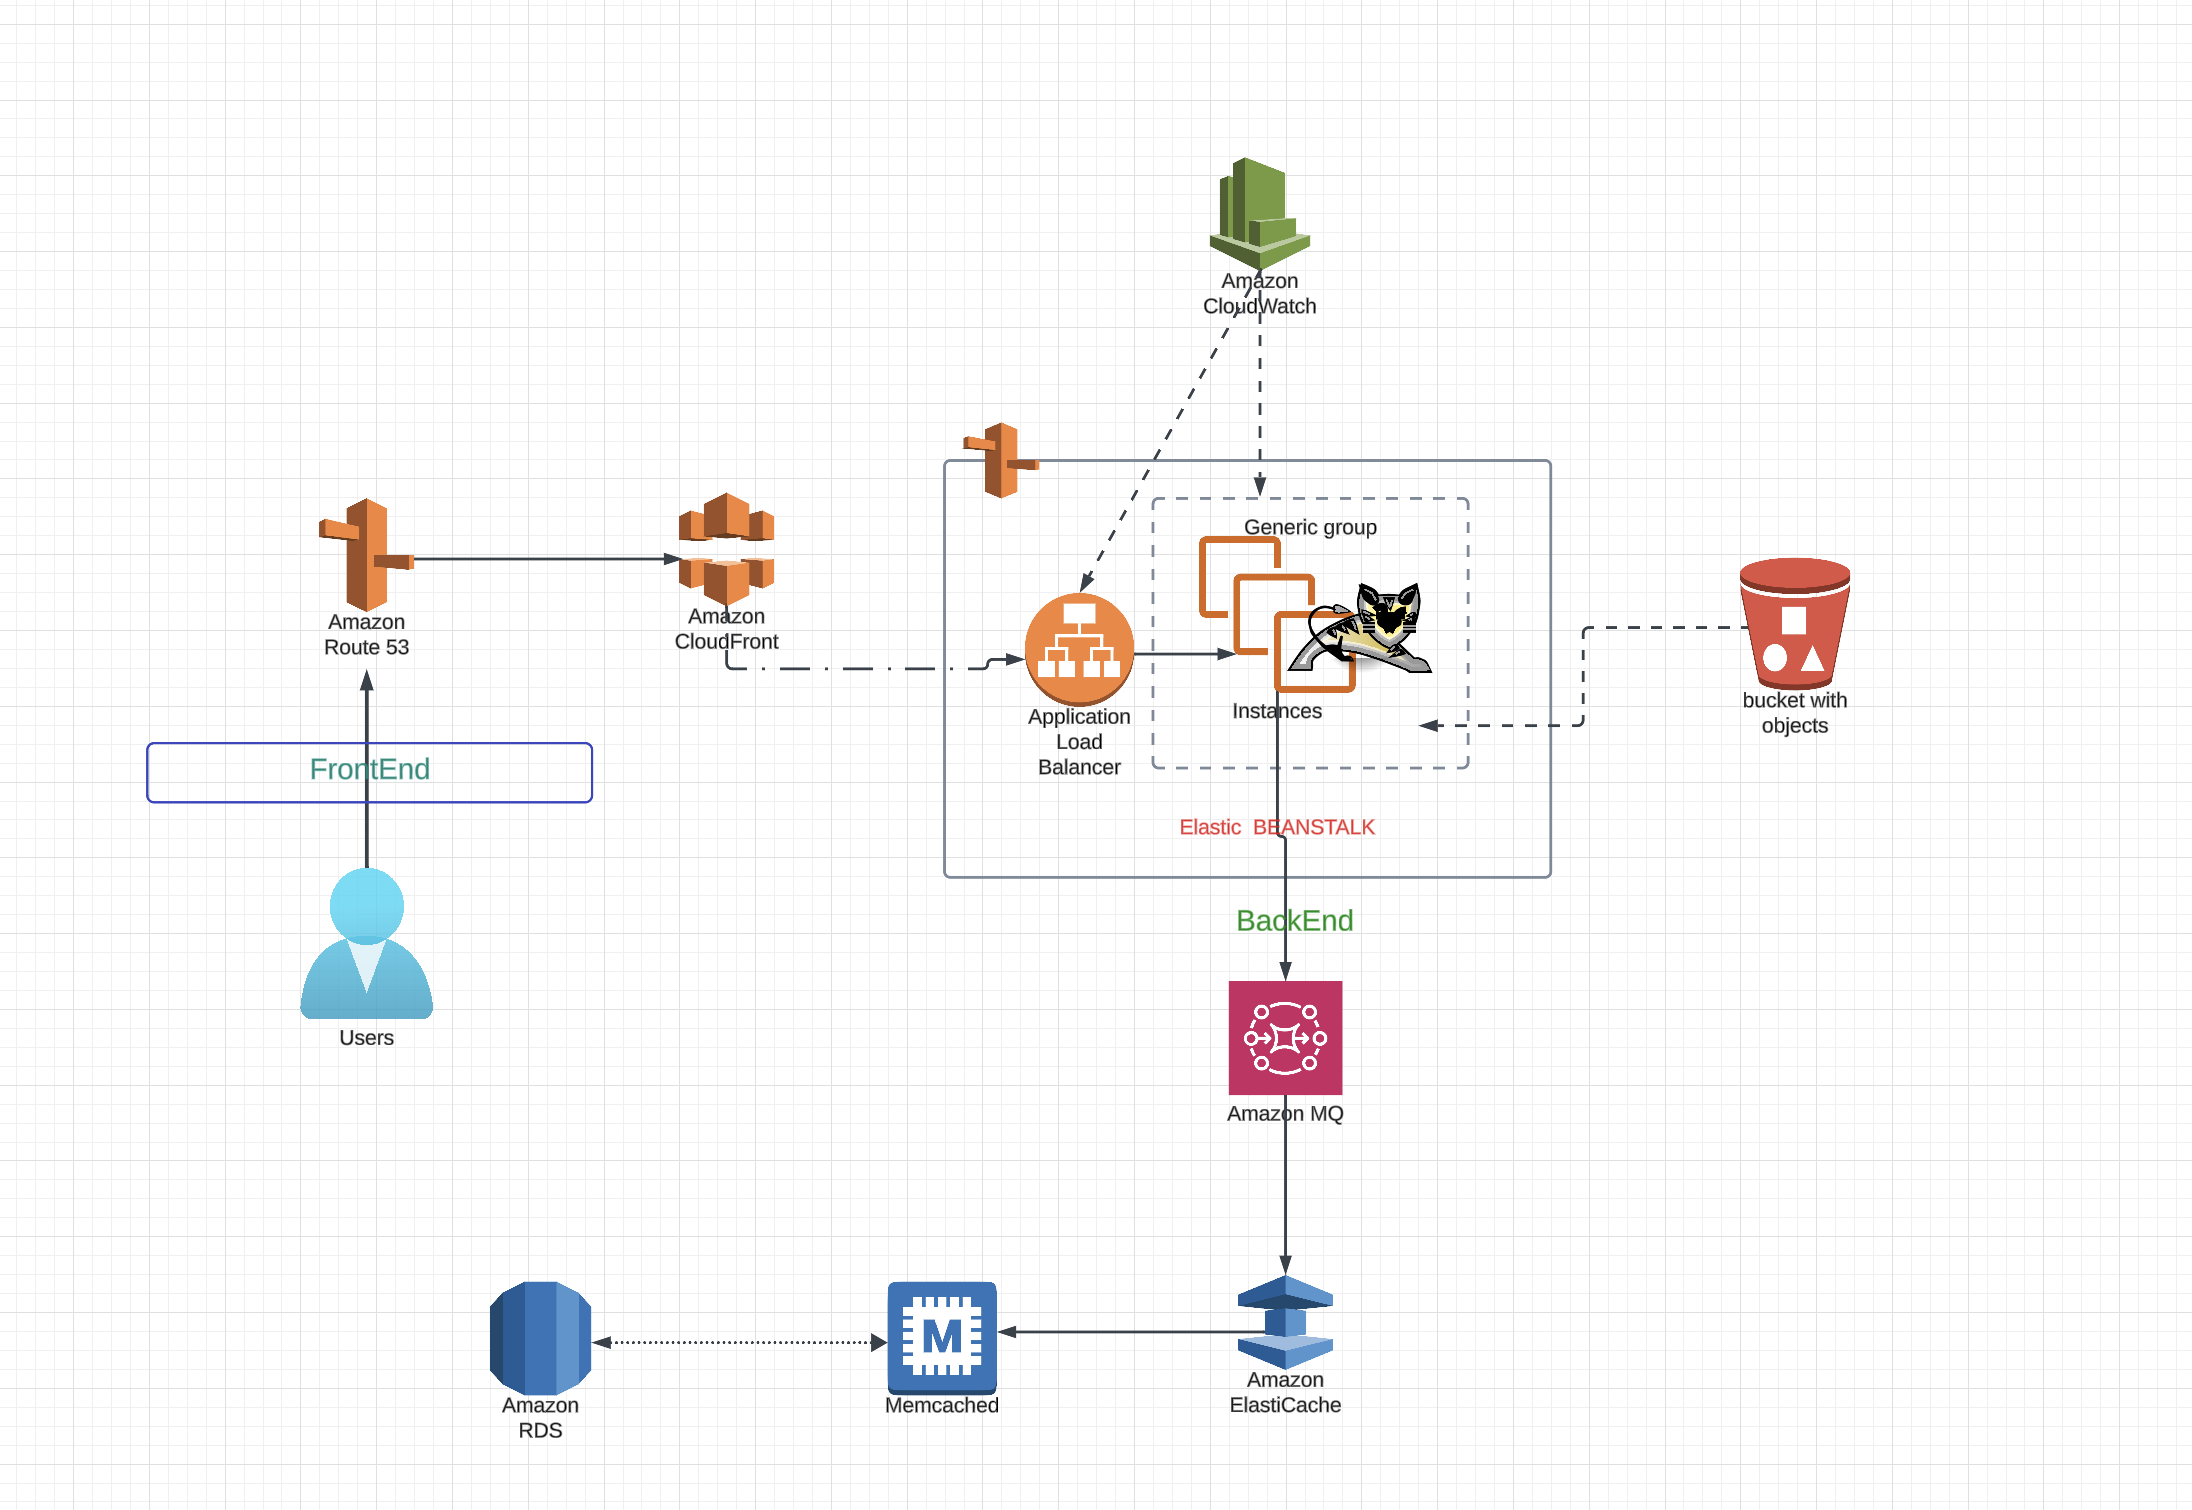 Amazon
CloudWatch
Amazon
Route 53
Amazon
CloudFront
Generic group
Instances
Application
Load
Balancer
bucket with
objects
FrontEnd
Elastic  BEANSTALK
BackEnd
Users
Amazon MQ
Amazon
ElastiCache
M
Memcached
Amazon
RDS